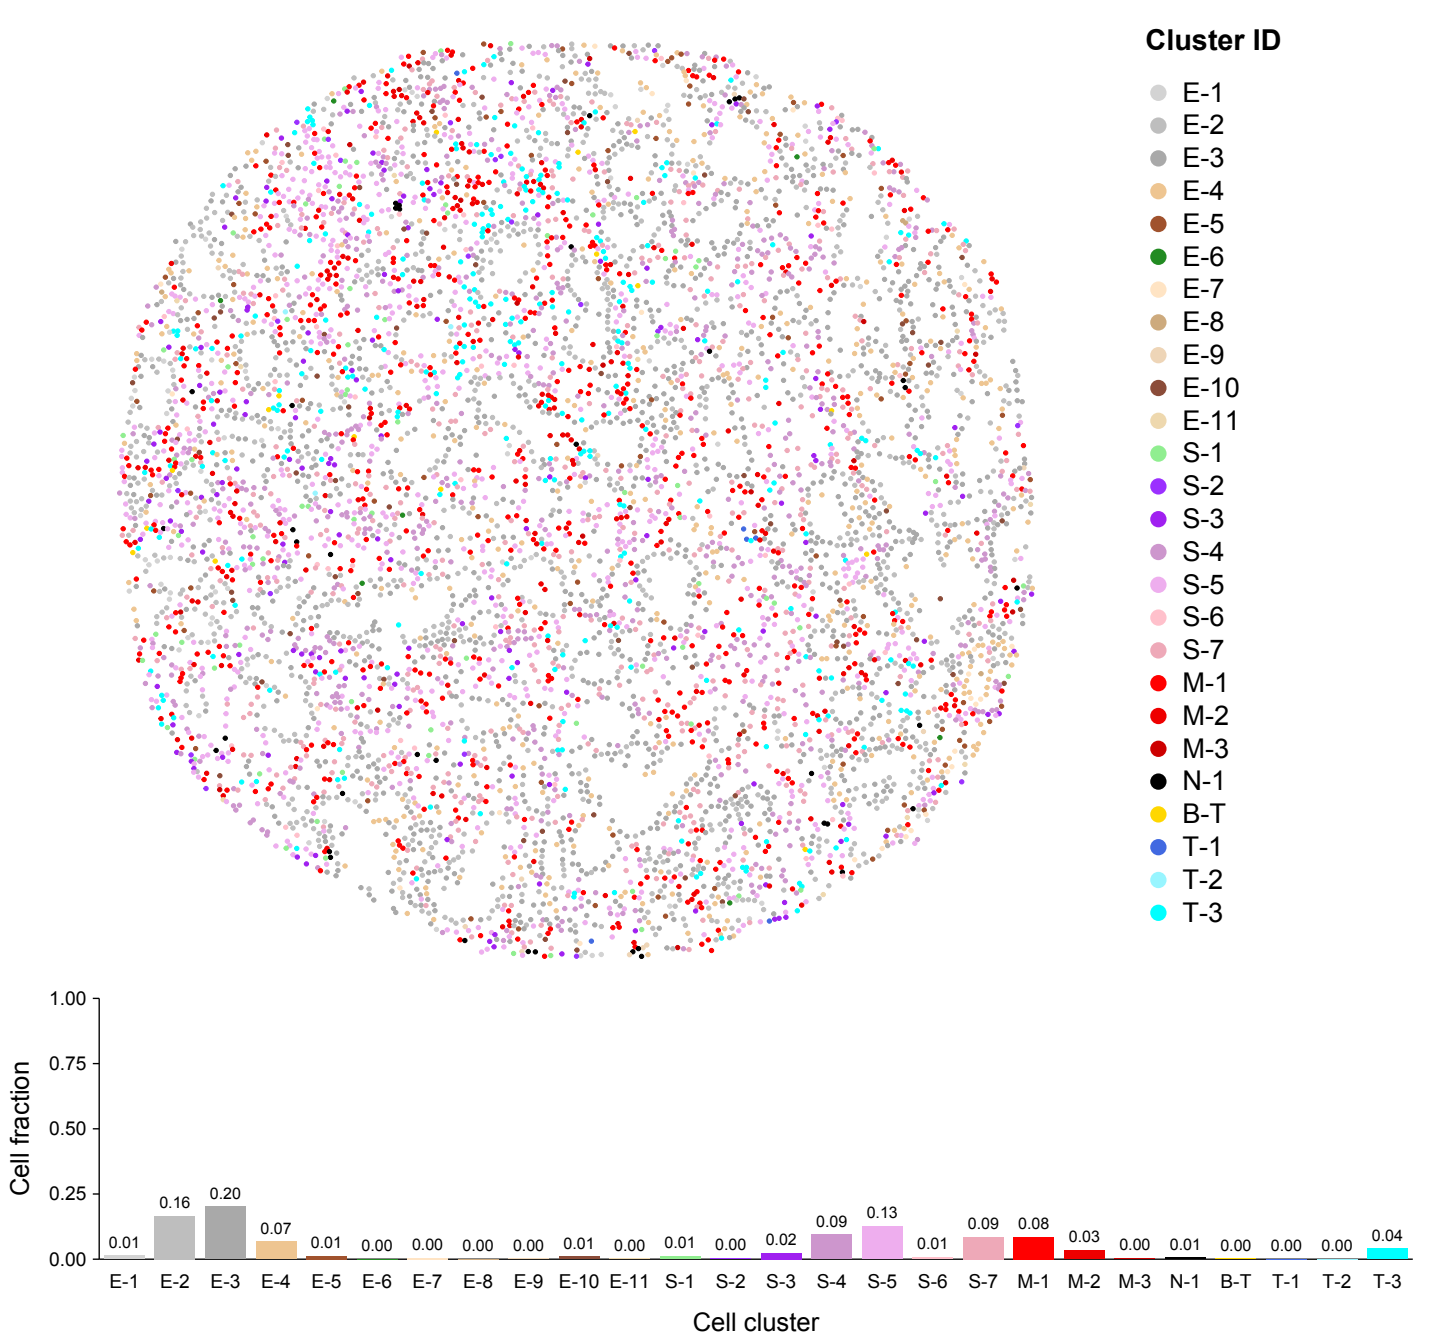 Cluster ID
E-1
E-2
E-3
E-4
E-5
E-6
E-7
E-8
E-9
E-10
E-11
S-1
S-2
S-3
S-4
S-5
S-6
S-7
M-1
M-2
M-3
N-1
B-T
T-1
T-2
T-3
Cell fraction
1.00
0.75
0.50
0.25
0.00
0.01 0.16 0.20 0.07 0.01 0.00 0.00 0.00 0.00 0.01 0.00 0.01 0.00 0.02 0.09 0.13 0.01 0.09 0.08 0.03 0.00 0.01 0.00 0.00 0.00 0.04
E-1 E-2 E-3 E-4 E-5 E-6 E-7 E-8 E-9 E-10 E-11 S-1 S-2 S-3 S-4 S-5 S-6 S-7 M-1 M-2 M-3 N-1 B-T T-1 T-2 T-3
Cell cluster